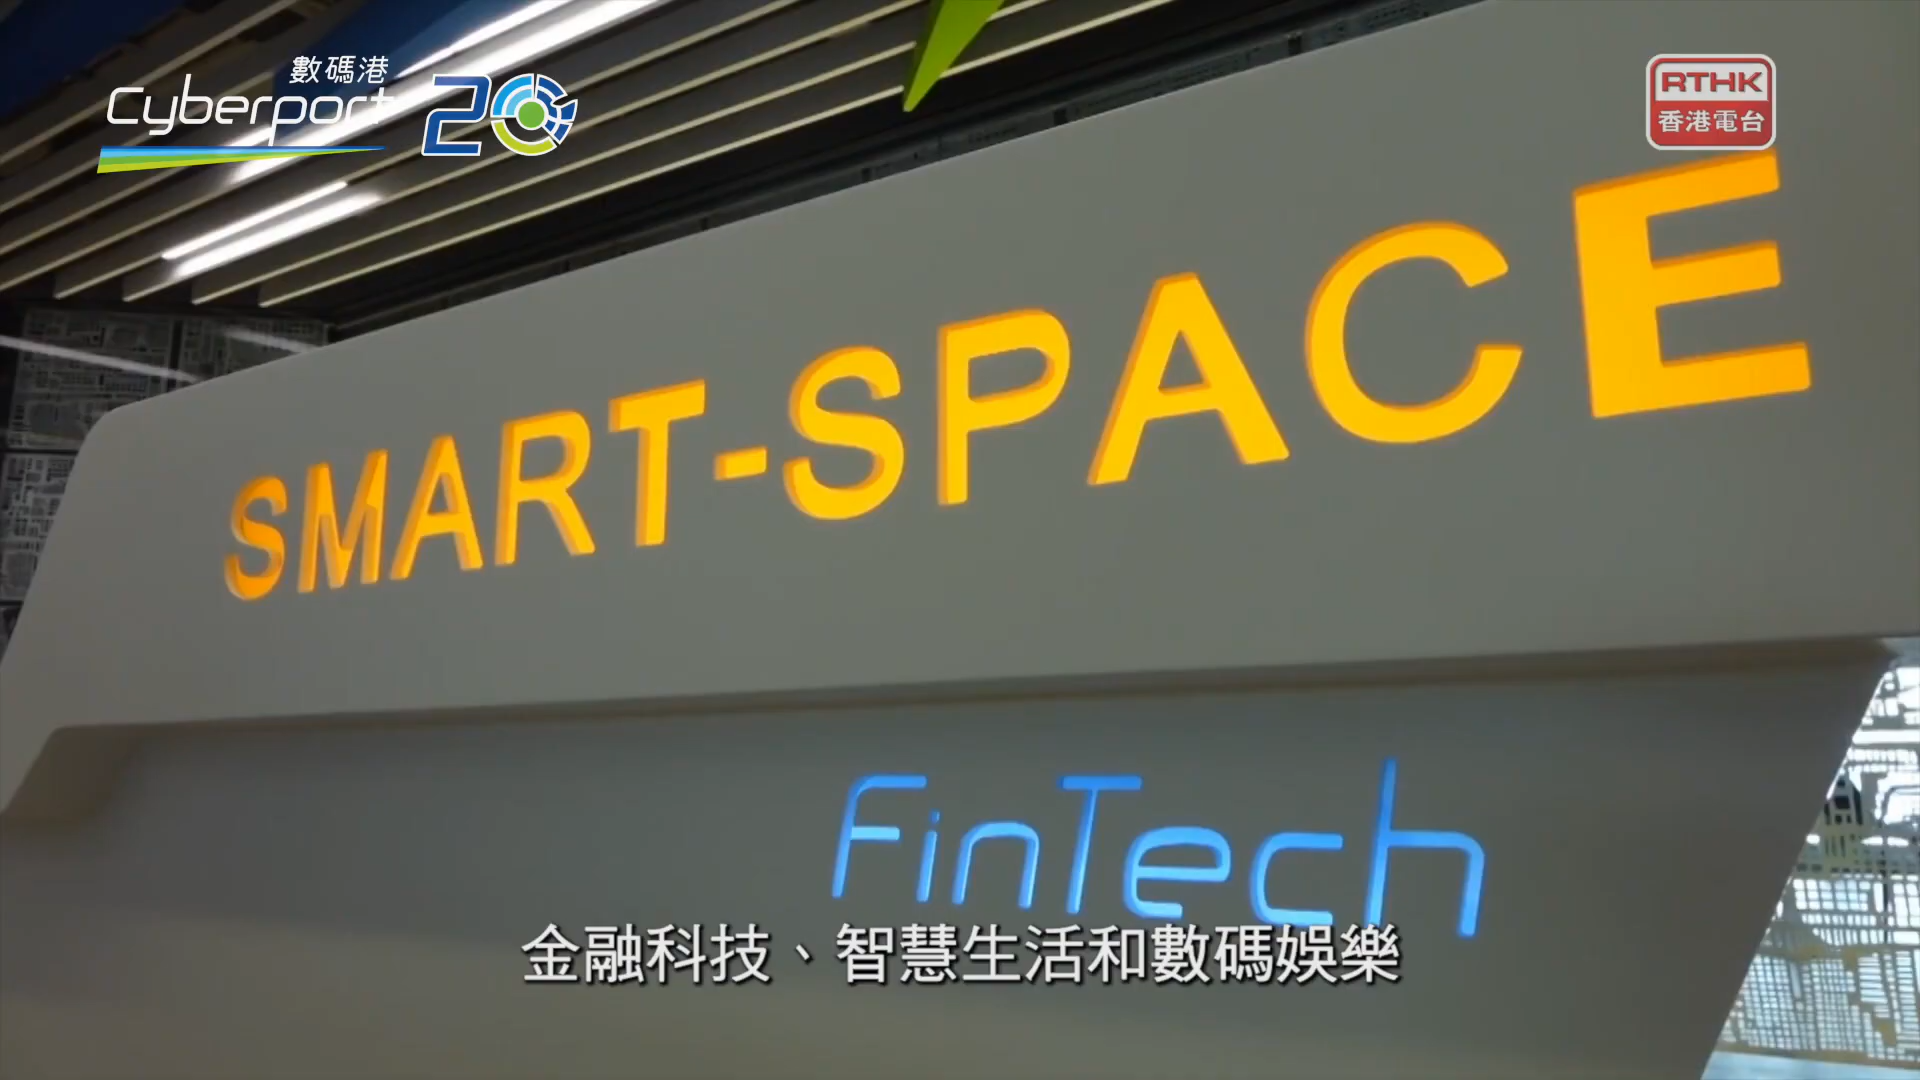 數碼港
Cyberport 20
RTHK
香港電台
SMART-SPACE
FinTech
金融科技、智慧生活和數碼娛樂